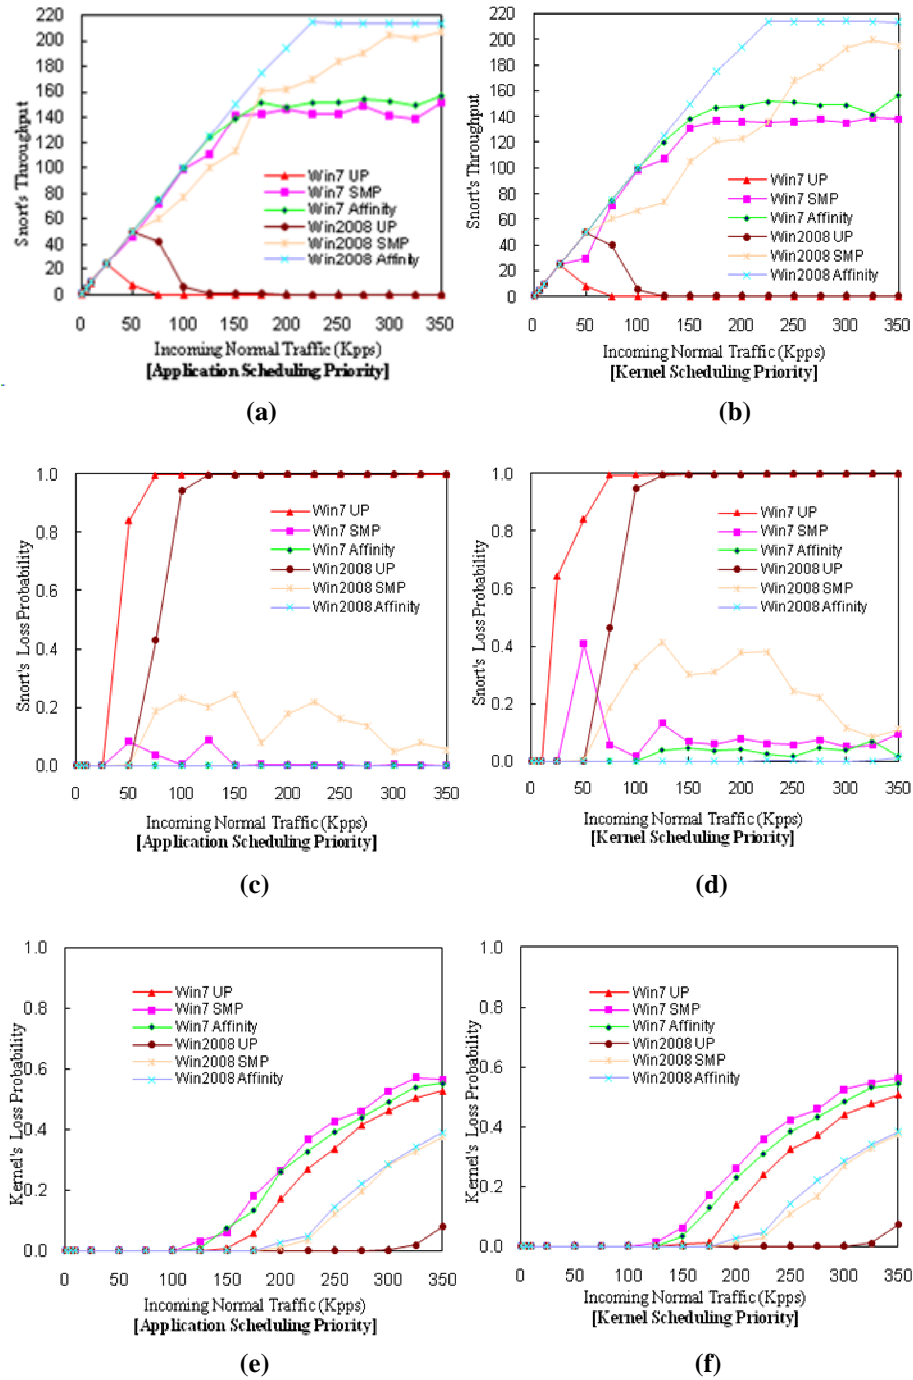 220
200
180
160
140
120
100
80
60
40
20
0
Snort's Throughput
Win7 UP
Win7 SMP
Win7 Affinity
Win2008 UP
Win2008 SMP
Win2008 Affinity
0 50 100 150 200 250 300 350
Incoming Normal Traffic (Kpps)
[Application Scheduling Priority]
(a)
220
200
180
160
140
120
100
80
60
40
20
0
Snort's Throughput
Win7 UP
Win7 SMP
Win7 Affinity
Win2008 UP
Win2008 SMP
Win2008 Affinity
0 50 100 150 200 250 300 350
Incoming Normal Traffic (Kpps)
[Kernel Scheduling Priority]
(b)
1.0
0.8
0.6
0.4
0.2
0.0
Snort's Loss Probability
Win7 UP
Win7 SMP
Win7 Affinity
Win2008 UP
Win2008 SMP
Win2008 Affinity
0 50 100 150 200 250 300 350
Incoming Normal Traffic (Kpps)
[Application Scheduling Priority]
(c)
1.0
0.8
0.6
0.4
0.2
0.0
Snort's Loss Probability
Win7 UP
Win7 SMP
Win7 Affinity
Win2008 UP
Win2008 SMP
Win2008 Affinity
0 50 100 150 200 250 300 350
Incoming Normal Traffic (Kpps)
[Kernel Scheduling Priority]
(d)
1.0
0.8
0.6
0.4
0.2
0.0
Kernel's Loss Probability
Win7 UP
Win7 SMP
Win7 Affinity
Win2008 UP
Win2008 SMP
Win2008 Affinity
0 50 100 150 200 250 300 350
Incoming Normal Traffic (Kpps)
[Application Scheduling Priority]
(e)
1.0
0.8
0.6
0.4
0.2
0.0
Kernel's Loss Probability
Win7 UP
Win7 SMP
Win7 Affinity
Win2008 UP
Win2008 SMP
Win2008 Affinity
0 50 100 150 200 250 300 350
Incoming Normal Traffic (Kpps)
[Kernel Scheduling Priority]
(f)